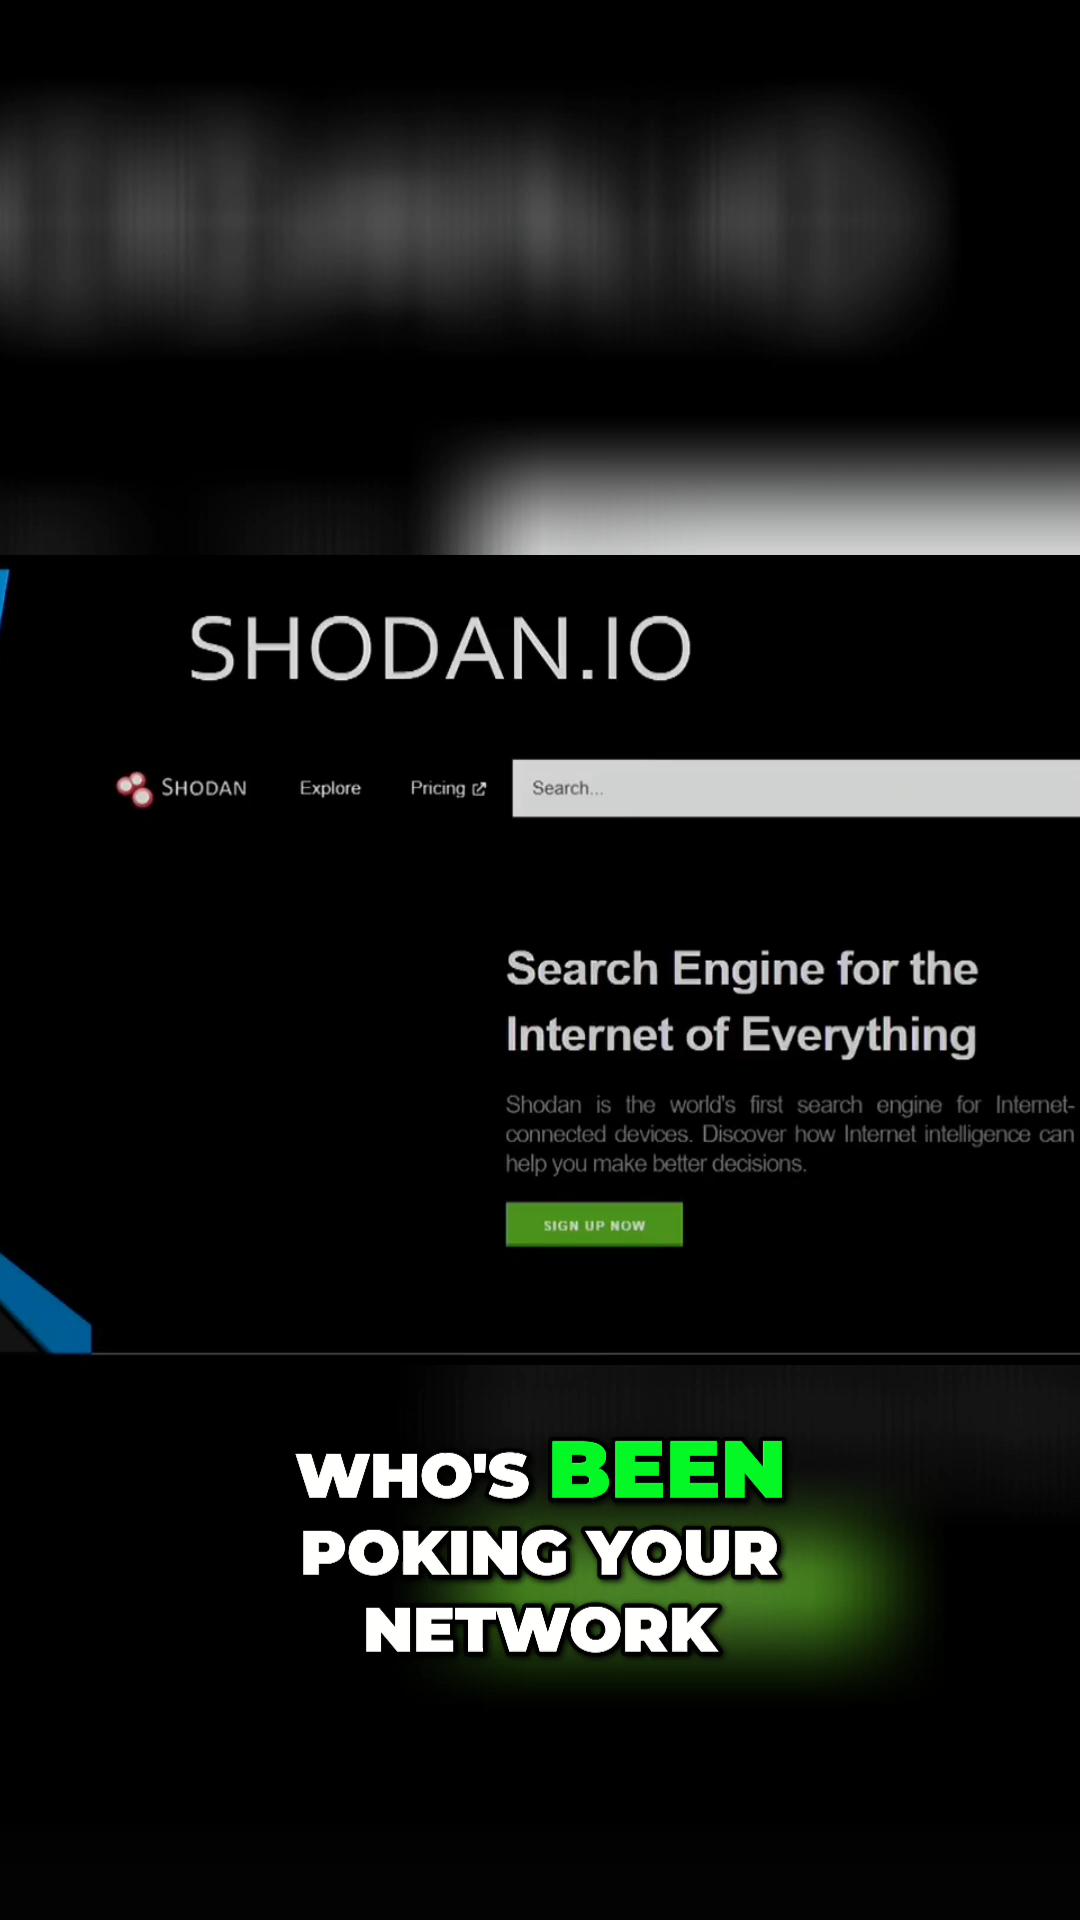 SHODAN.IO
SHODAN Explore Pricing Search...
Search Engine for the
Internet of Everything
Shodan is the world's first search engine for Internet-
connected devices. Discover how Internet intelligence can
help you make better decisions.
SIGN UP NOW
WHO'S BEEN
POKING YOUR
NETWORK